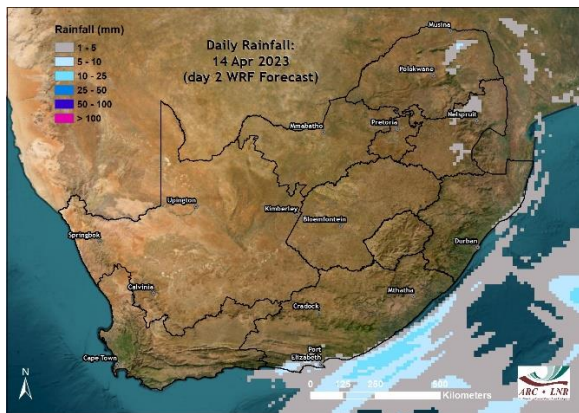 Rainfall (mm)
1 - 5
5 - 10
10 - 25
25 - 50
50 - 100
> 100
Daily Rainfall:
14 Apr 2023
(day 2 WRF Forecast)
Musina
Polokwane
Mmabatho
Pretoria
Nelspruit
Upington
Kimberley
Bloemfontein
Springbok
Durban
Calvinia
Mthatha
Cradock
Cape Town
Port
Elizabeth
N
0 125 250 500
Kilometers
ARC • LNR